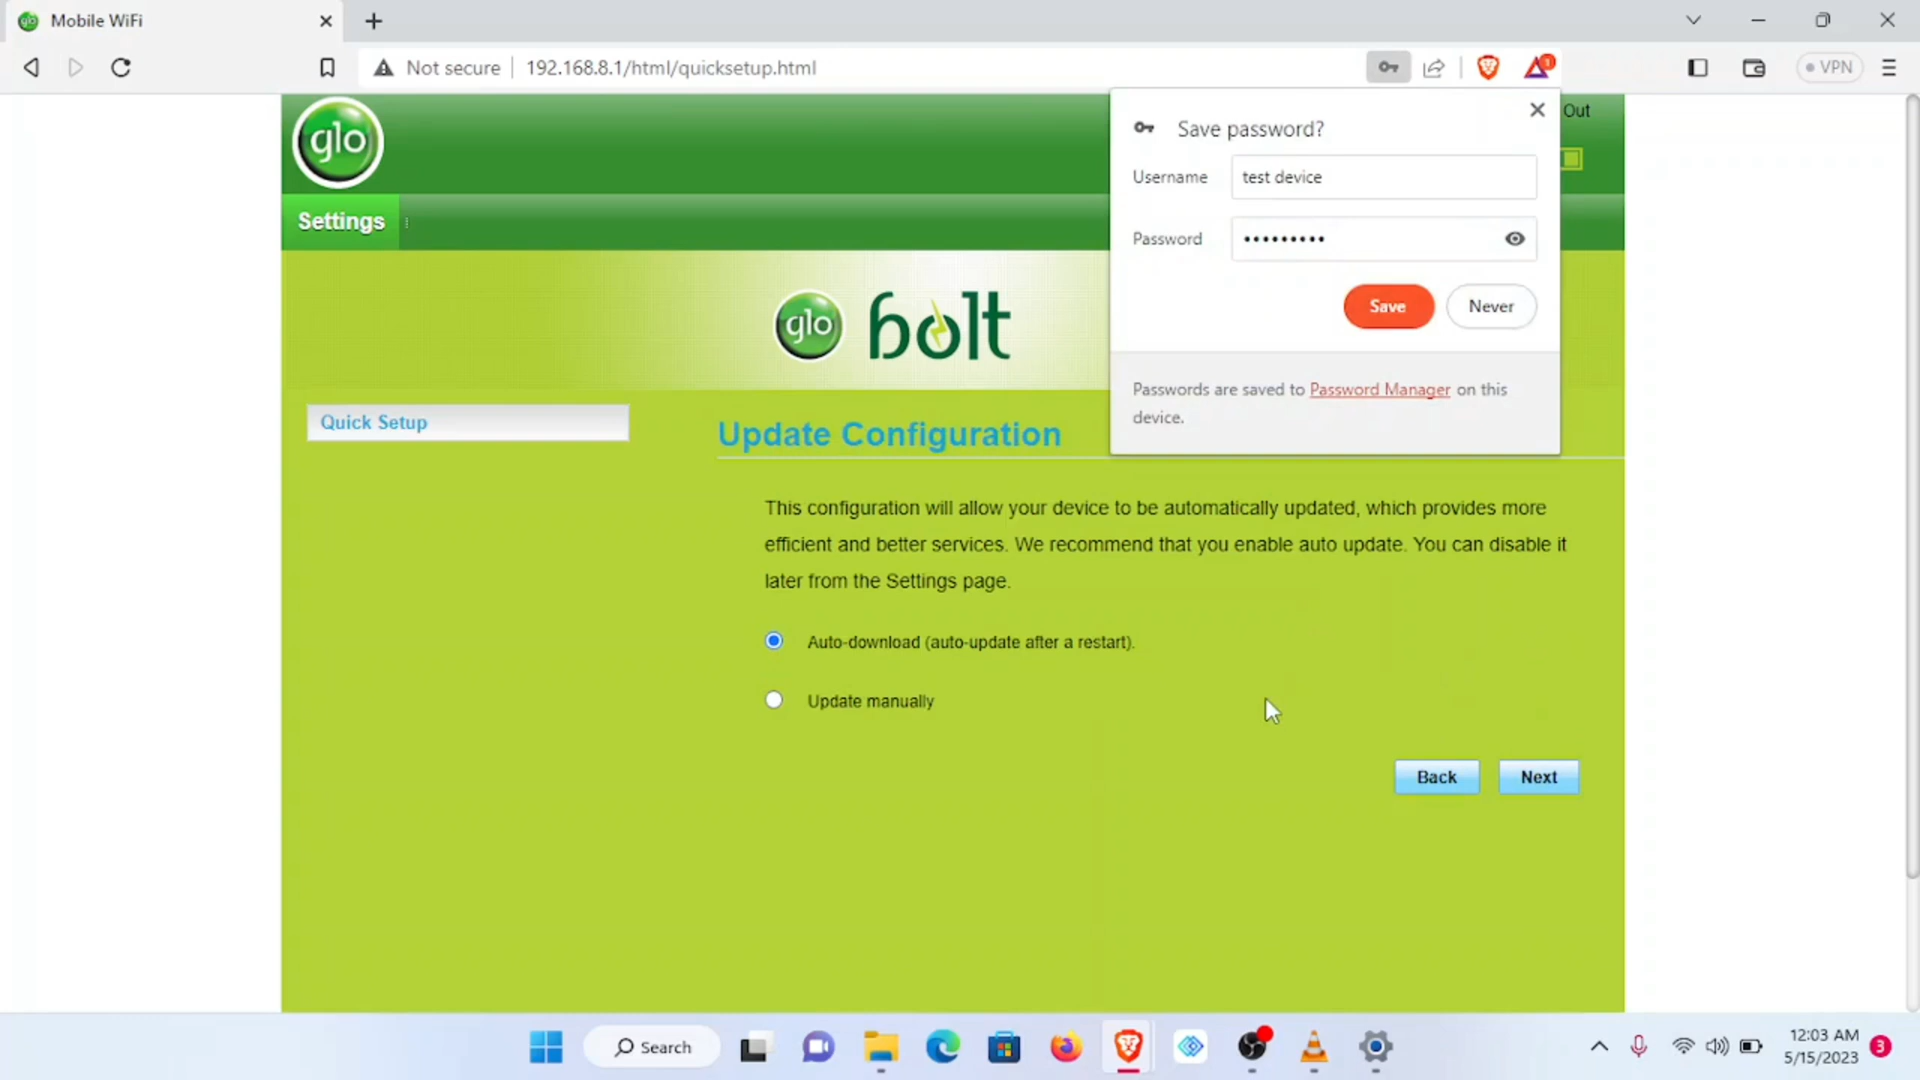 Mobile WiFi
Not secure
192.168.8.1/html/quicksetup.html
1
VPN
glo
Out
Settings
glo bolt
Save password?
Username
test device
Password
•••••••••
Save
Never
Passwords are saved to Password Manager on this
device.
Quick Setup
Update Configuration
This configuration will allow your device to be automatically updated, which provides more
efficient and better services. We recommend that you enable auto update. You can disable it
later from the Settings page.
Auto-download (auto-update after a restart).
Update manually
Back
Next
Search
12:03 AM
5/15/2023
3